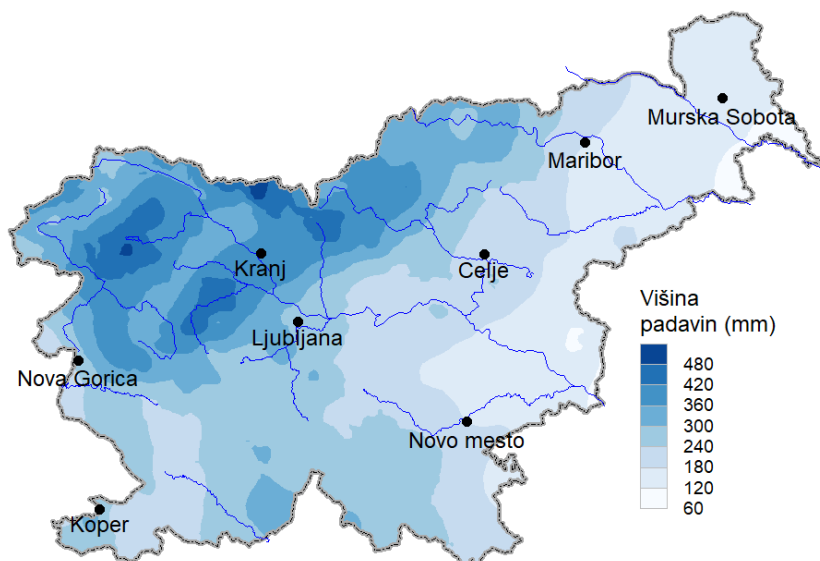 Murska Sobota
Maribor
Kranj
Celje
Ljubljana
Nova Gorica
Novo mesto
Koper
Višina
padavin (mm)
480
420
360
300
240
180
120
60